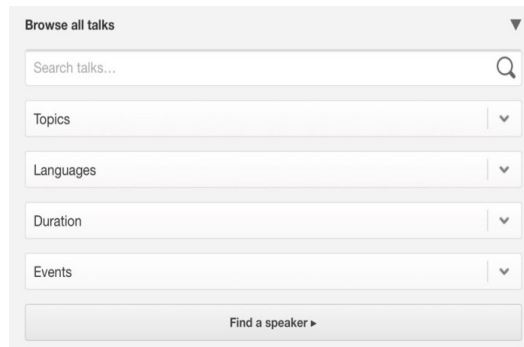 Browse all talks
Search talks...
Topics
Languages
Duration
Events
Find a speaker ▸